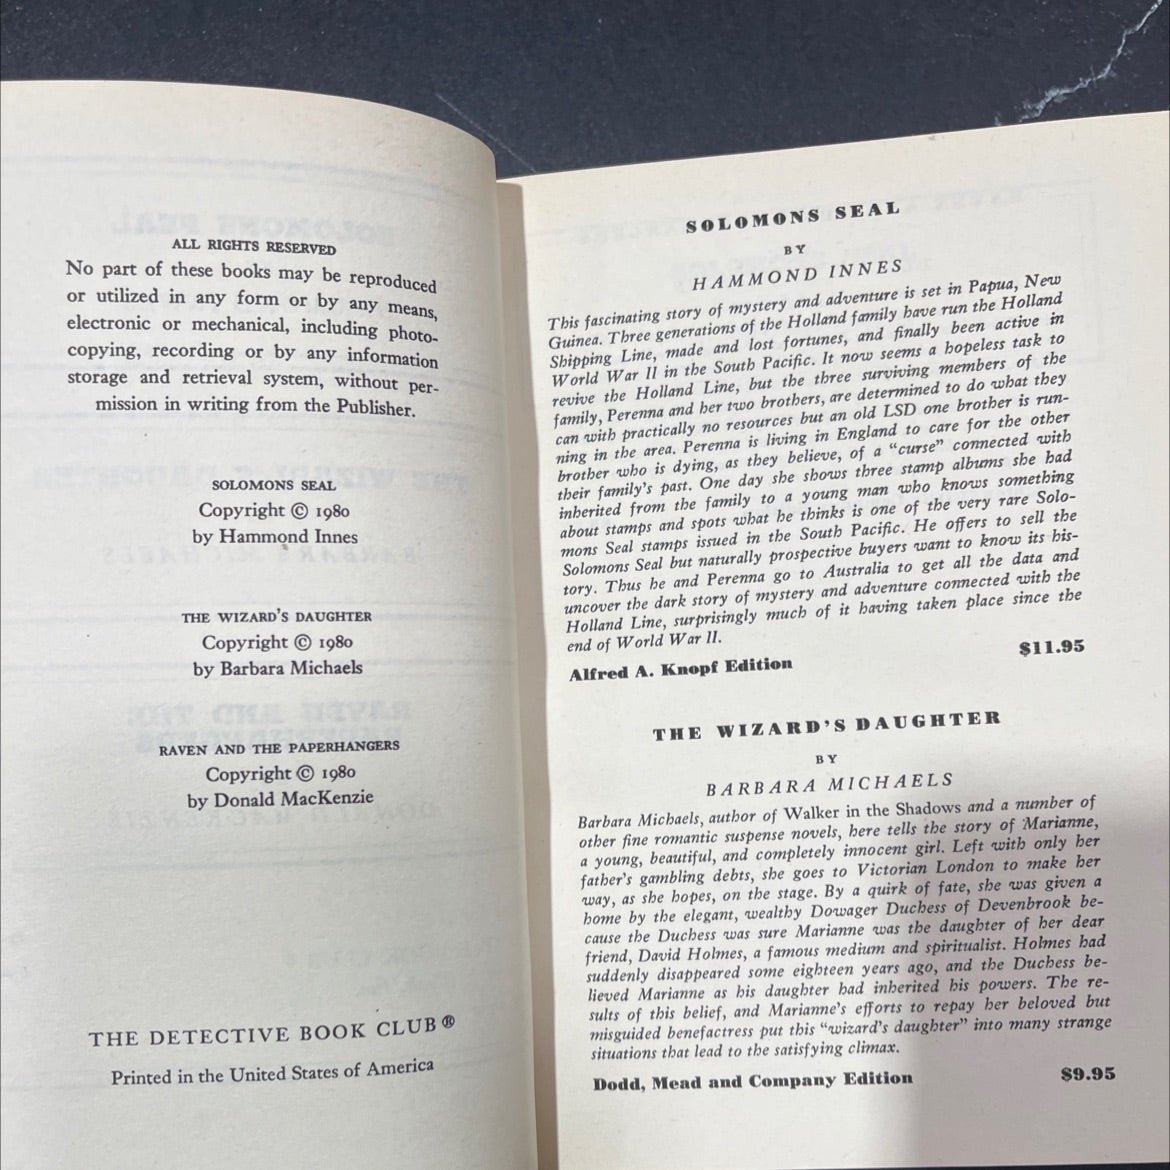 ALL RIGHTS RESERVED
No part of these books may be reproduced
or utilized in any form or by any means,
electronic or mechanical, including photo-
copying, recording or by any information
storage and retrieval system, without per-
mission in writing from the Publisher.
SOLOMONS SEAL
Copyright © 1980
by Hammond Innes
THE WIZARD'S DAUGHTER
Copyright © 1980
by Barbara Michaels
RAVEN AND THE PAPERHANGERS
Copyright © 1980
by Donald MacKenzie
THE DETECTIVE BOOK CLUB®
Printed in the United States of America
SOLOMONS SEAL
BY
HAMMOND INNES
This fascinating story of mystery and adventure is set in Papua, New
Guinea. Three generations of the Holland family have run the Holland
Shipping Line, made and lost fortunes, and finally been active in
World War II in the South Pacific. It now seems a hopeless task to
revive the Holland Line, but the three surviving members of the
family, Perenna and her two brothers, are determined to do what they
can with practically no resources but an old LSD one brother is run-
ning in the area. Perenna is living in England to care for the other
brother who is dying, as they believe, of a "curse" connected with
their family's past. One day she shows three stamp albums she had
inherited from the family to a young man who knows something
about stamps and spots what he thinks is one of the very rare Solo-
mons Seal stamps issued in the South Pacific. He offers to sell the
Solomons Seal but naturally prospective buyers want to know its his-
tory. Thus he and Perenna go to Australia to get all the data and
uncover the dark story of mystery and adventure connected with the
Holland Line, surprisingly much of it having taken place since the
end of World War II.
Alfred A. Knopf Edition $11.95
THE WIZARD'S DAUGHTER
BY
BARBARA MICHAELS
Barbara Michaels, author of Walker in the Shadows and a number of
other fine romantic suspense novels, here tells the story of Marianne,
a young, beautiful, and completely innocent girl. Left with only her
father's gambling debts, she goes to Victorian London to make her
way, as she hopes, on the stage. By a quirk of fate, she was given a
home by the elegant, wealthy Dowager Duchess of Devenbrook be-
cause the Duchess was sure Marianne was the daughter of her dear
friend, David Holmes, a famous medium and spiritualist. Holmes had
suddenly disappeared some eighteen years ago, and the Duchess be-
lieved Marianne as his daughter had inherited his powers. The re-
sults of this belief, and Marianne's efforts to repay her beloved but
misguided benefactress put this "wizard's daughter" into many strange
situations that lead to the satisfying climax.
Dodd, Mead and Company Edition $9.95